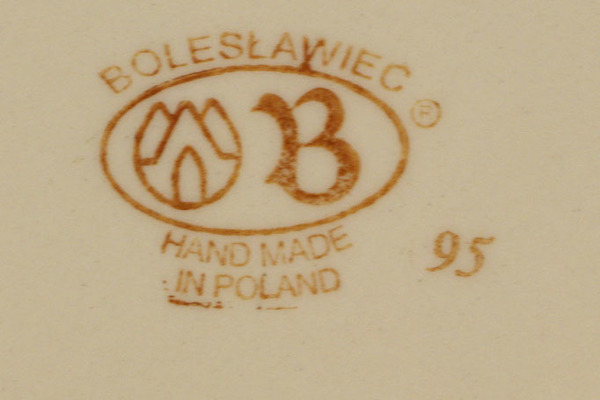 BOLESŁAWIEC
B
®
HAND MADE
IN POLAND
95